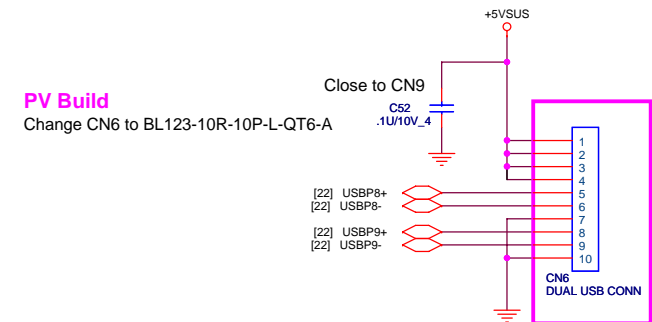 +5VSUS
PV Build
Change CN6 to BL123-10R-10P-L-QT6-A
Close to CN9
C52
.1U/10V_4
1
2
3
4
[22] USBP8+ 5
[22] USBP8- 6
7
[22] USBP9+ 8
[22] USBP9- 9
10
CN6
DUAL USB CONN